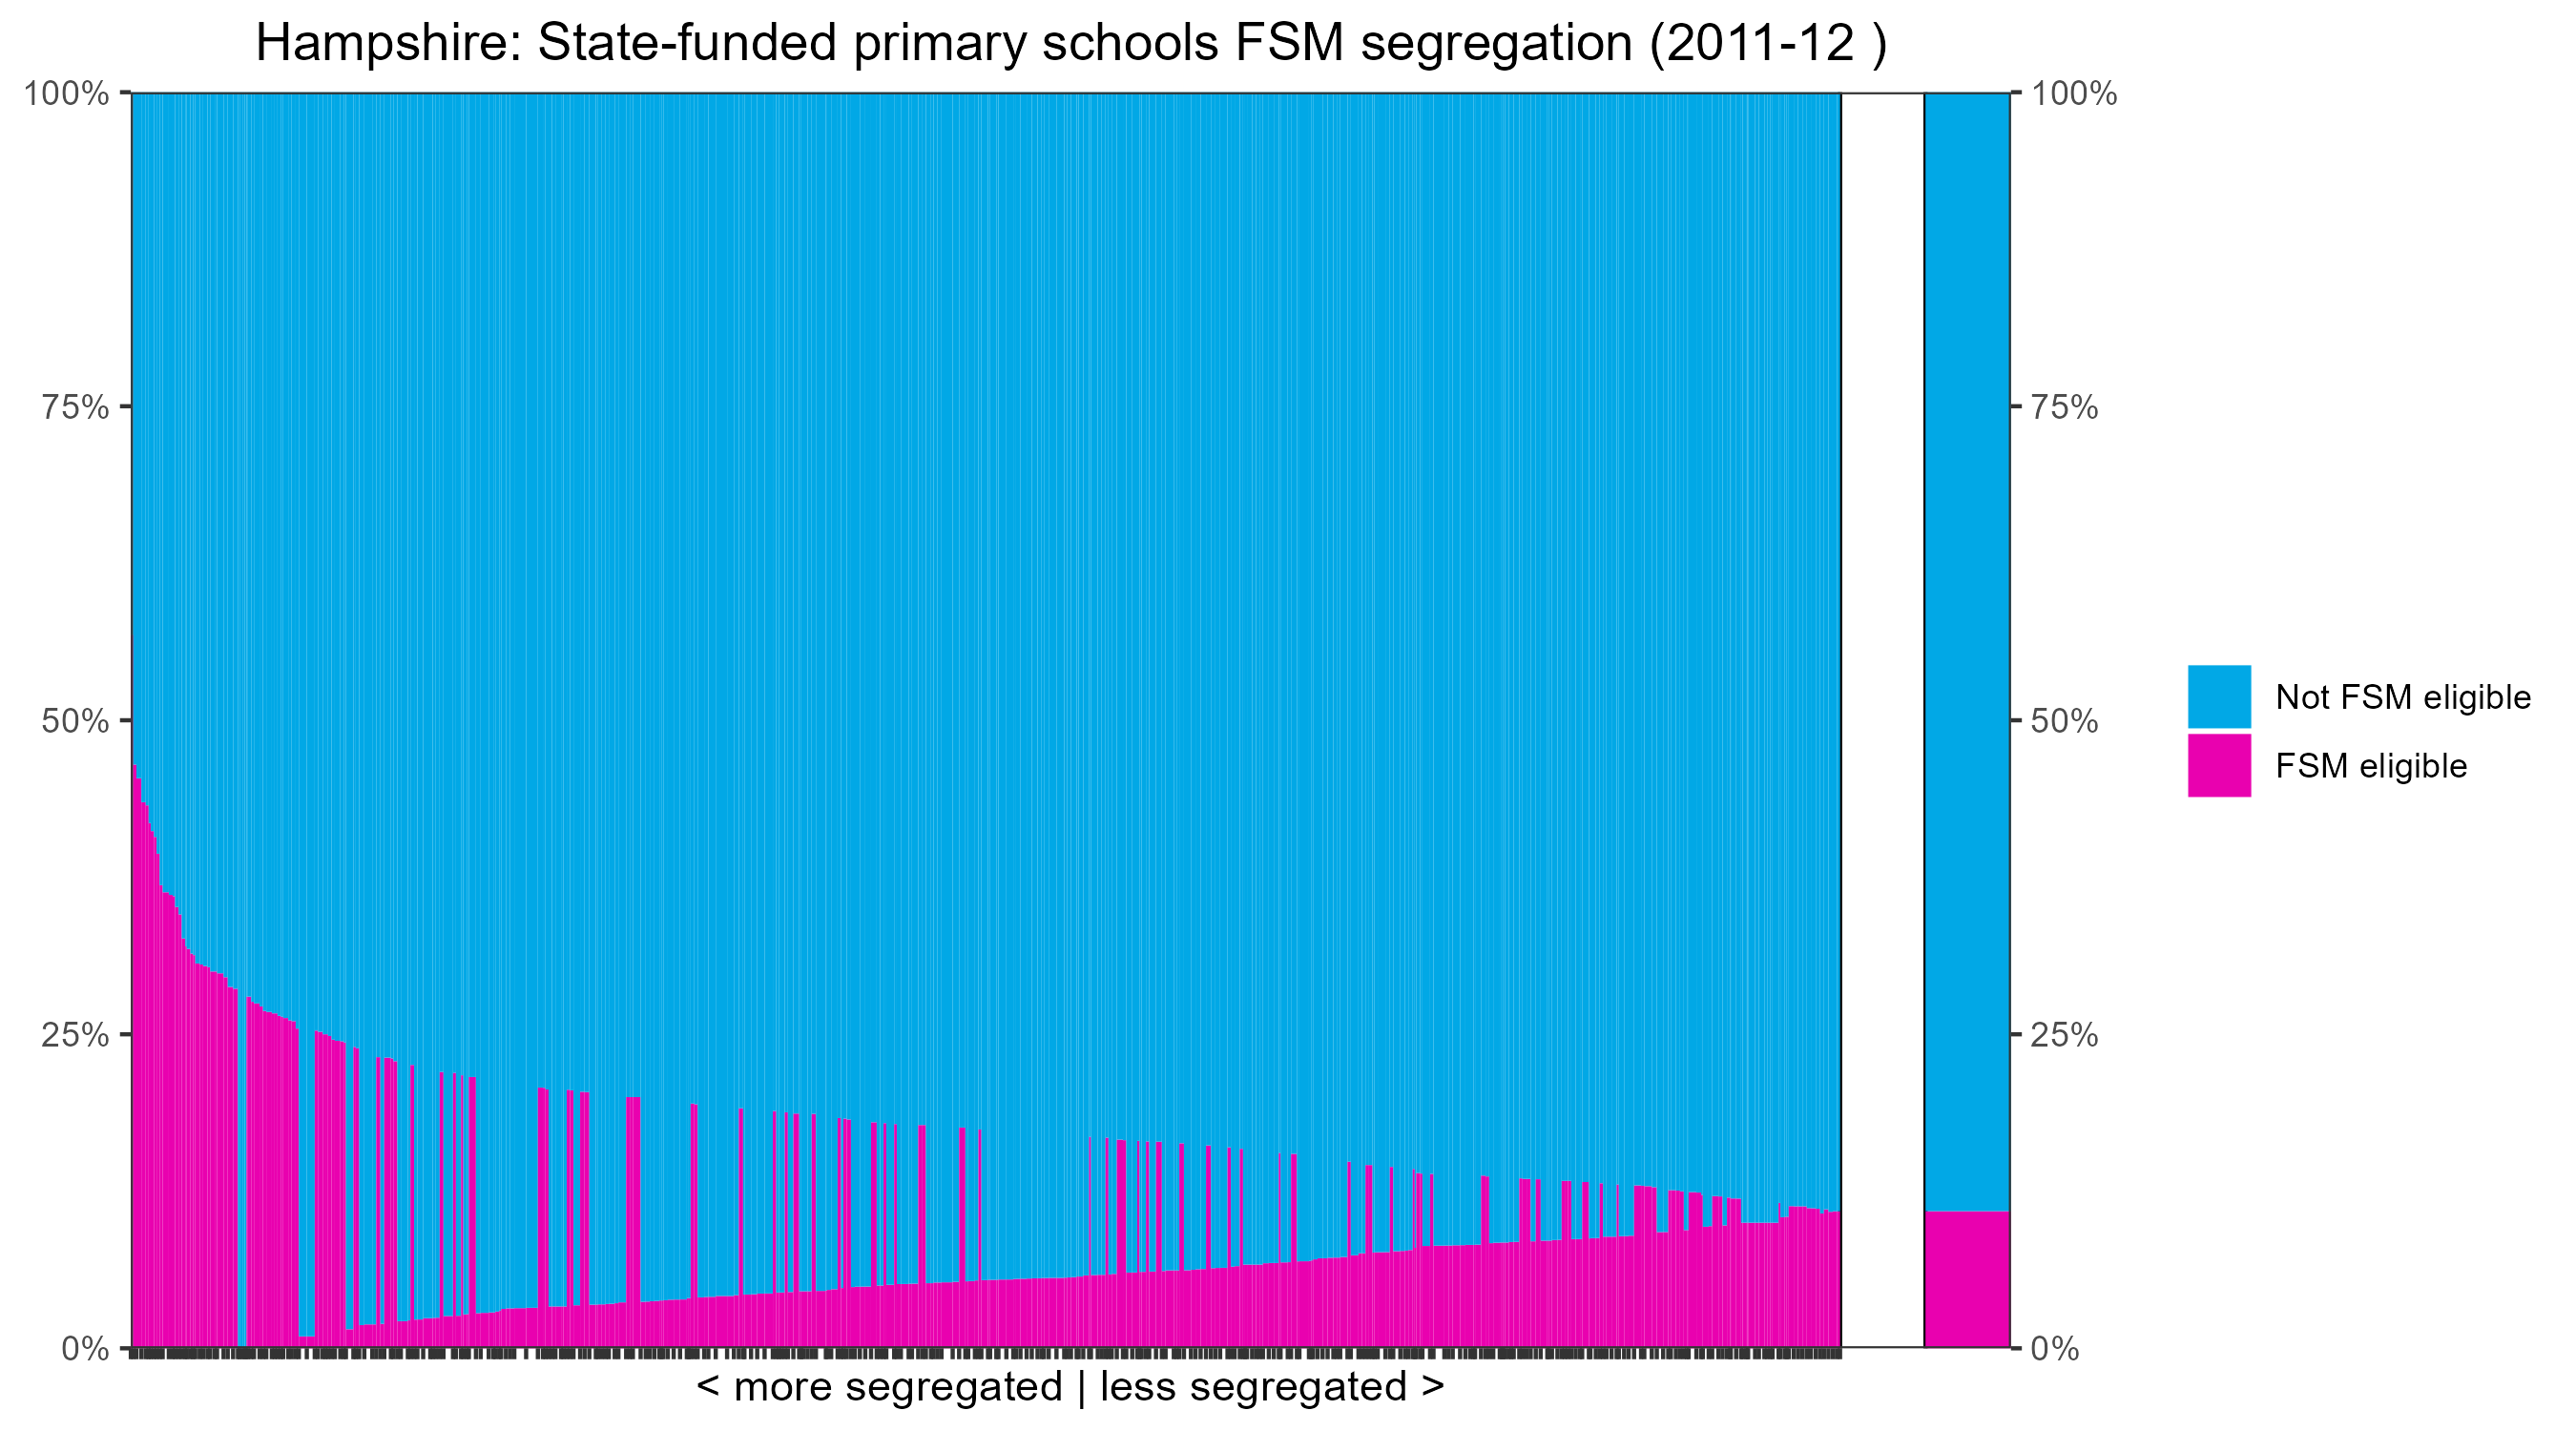 Hampshire: State-funded primary schools FSM segregation (2011-12 )
100%
75%
50%
25%
0%
100%
75%
50%
25%
0%
Not FSM eligible
FSM eligible
< more segregated | less segregated >